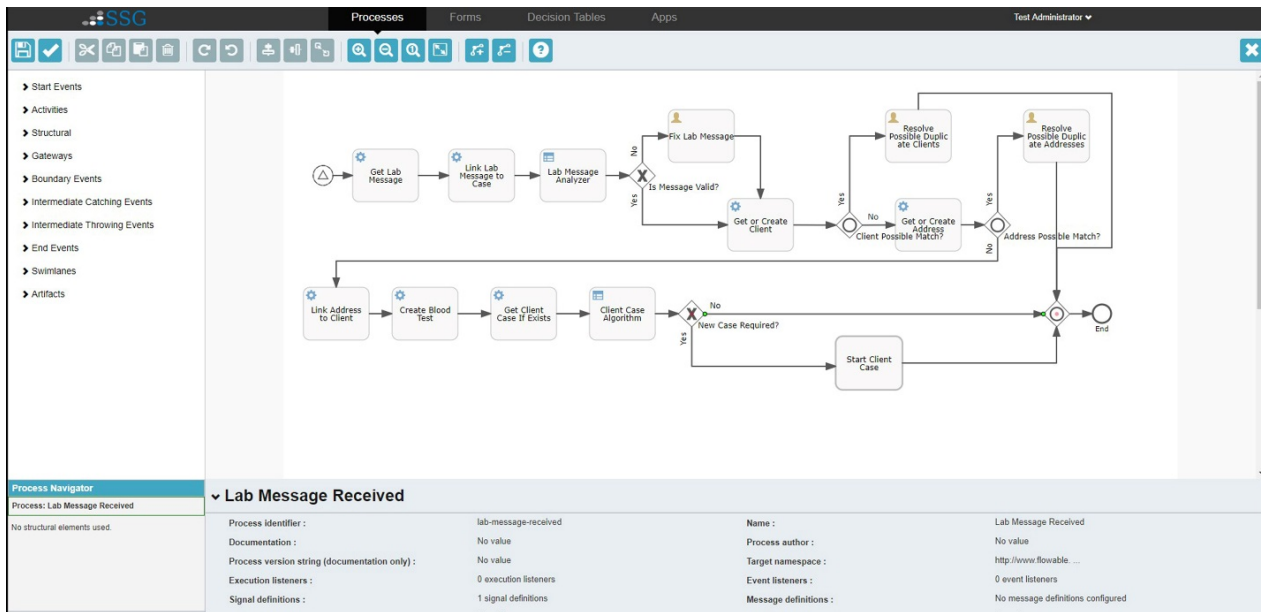 SSG
Processes
Forms
Decision Tables
Apps
Test Administrator
Start Events
Activities
Structural
Gateways
Boundary Events
Intermediate Catching Events
Intermediate Throwing Events
End Events
Swimlanes
Artifacts
Get Lab
Message
Link Lab
Message to
Case
Lab Message
Analyzer
No
Yes
Is Message Valid?
Fix Lab Message
Get or Create
Client
Yes
No
Client Possible Match?
Resolve
Possible Duplic
ate Clients
Get or Create
Address
Yes
No
Address Possible Match?
Resolve
Possible Duplic
ate Addresses
Link Address
to Client
Create Blood
Test
Get Client
Case If Exists
Client Case
Algorithm
No
Yes
New Case Required?
Start Client
Case
End
Process Navigator
Process: Lab Message Received
No structural elements used.
Lab Message Received
Process identifier : lab-message-received Name : Lab Message Received
Documentation : No value Process author : No value
Process version string (documentation only) : No value Target namespace : http://www.flowable. ...
Execution listeners : 0 execution listeners Event listeners : 0 event listeners
Signal definitions : 1 signal definitions Message definitions : No message definitions configured